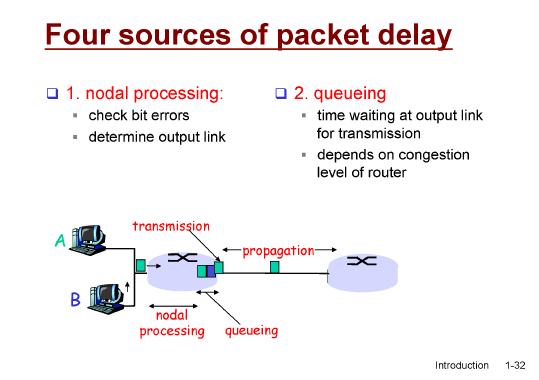 Four sources of packet delay
1. nodal processing:
check bit errors
determine output link
2. queueing
time waiting at output link
for transmission
depends on congestion
level of router
transmission
A
propagation
B
nodal
processing
queueing
Introduction 1-32